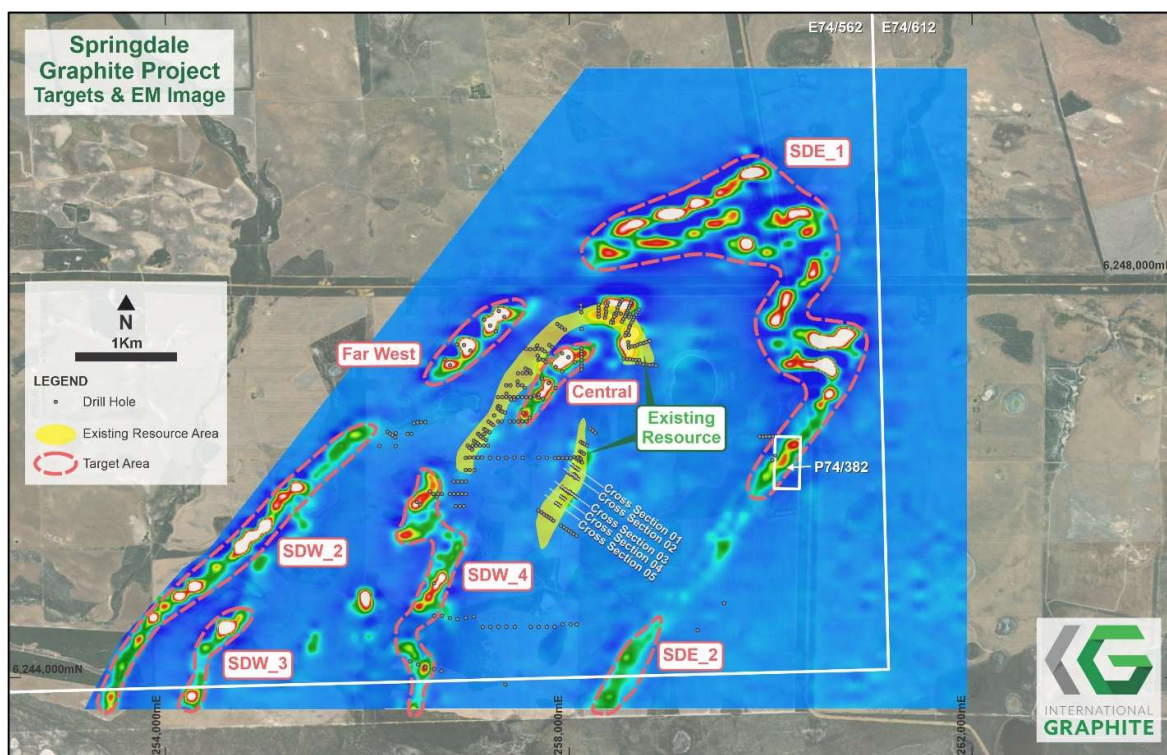 Springdale
Graphite Project
Targets & EM Image
E74/562
E74/612
SDE_1
6,248,000mN
N
1Km
LEGEND
Drill Hole
Existing Resource Area
Target Area
Far West
Central
Existing
Resource
P74/382
Cross Section 01
Cross Section 02
Cross Section 03
Cross Section 04
Cross Section 05
SDW_2
SDW_4
SDW_3
SDE_2
6,244,000mN
254,000mE
258,000mE
262,000mE
INTERNATIONAL
GRAPHITE